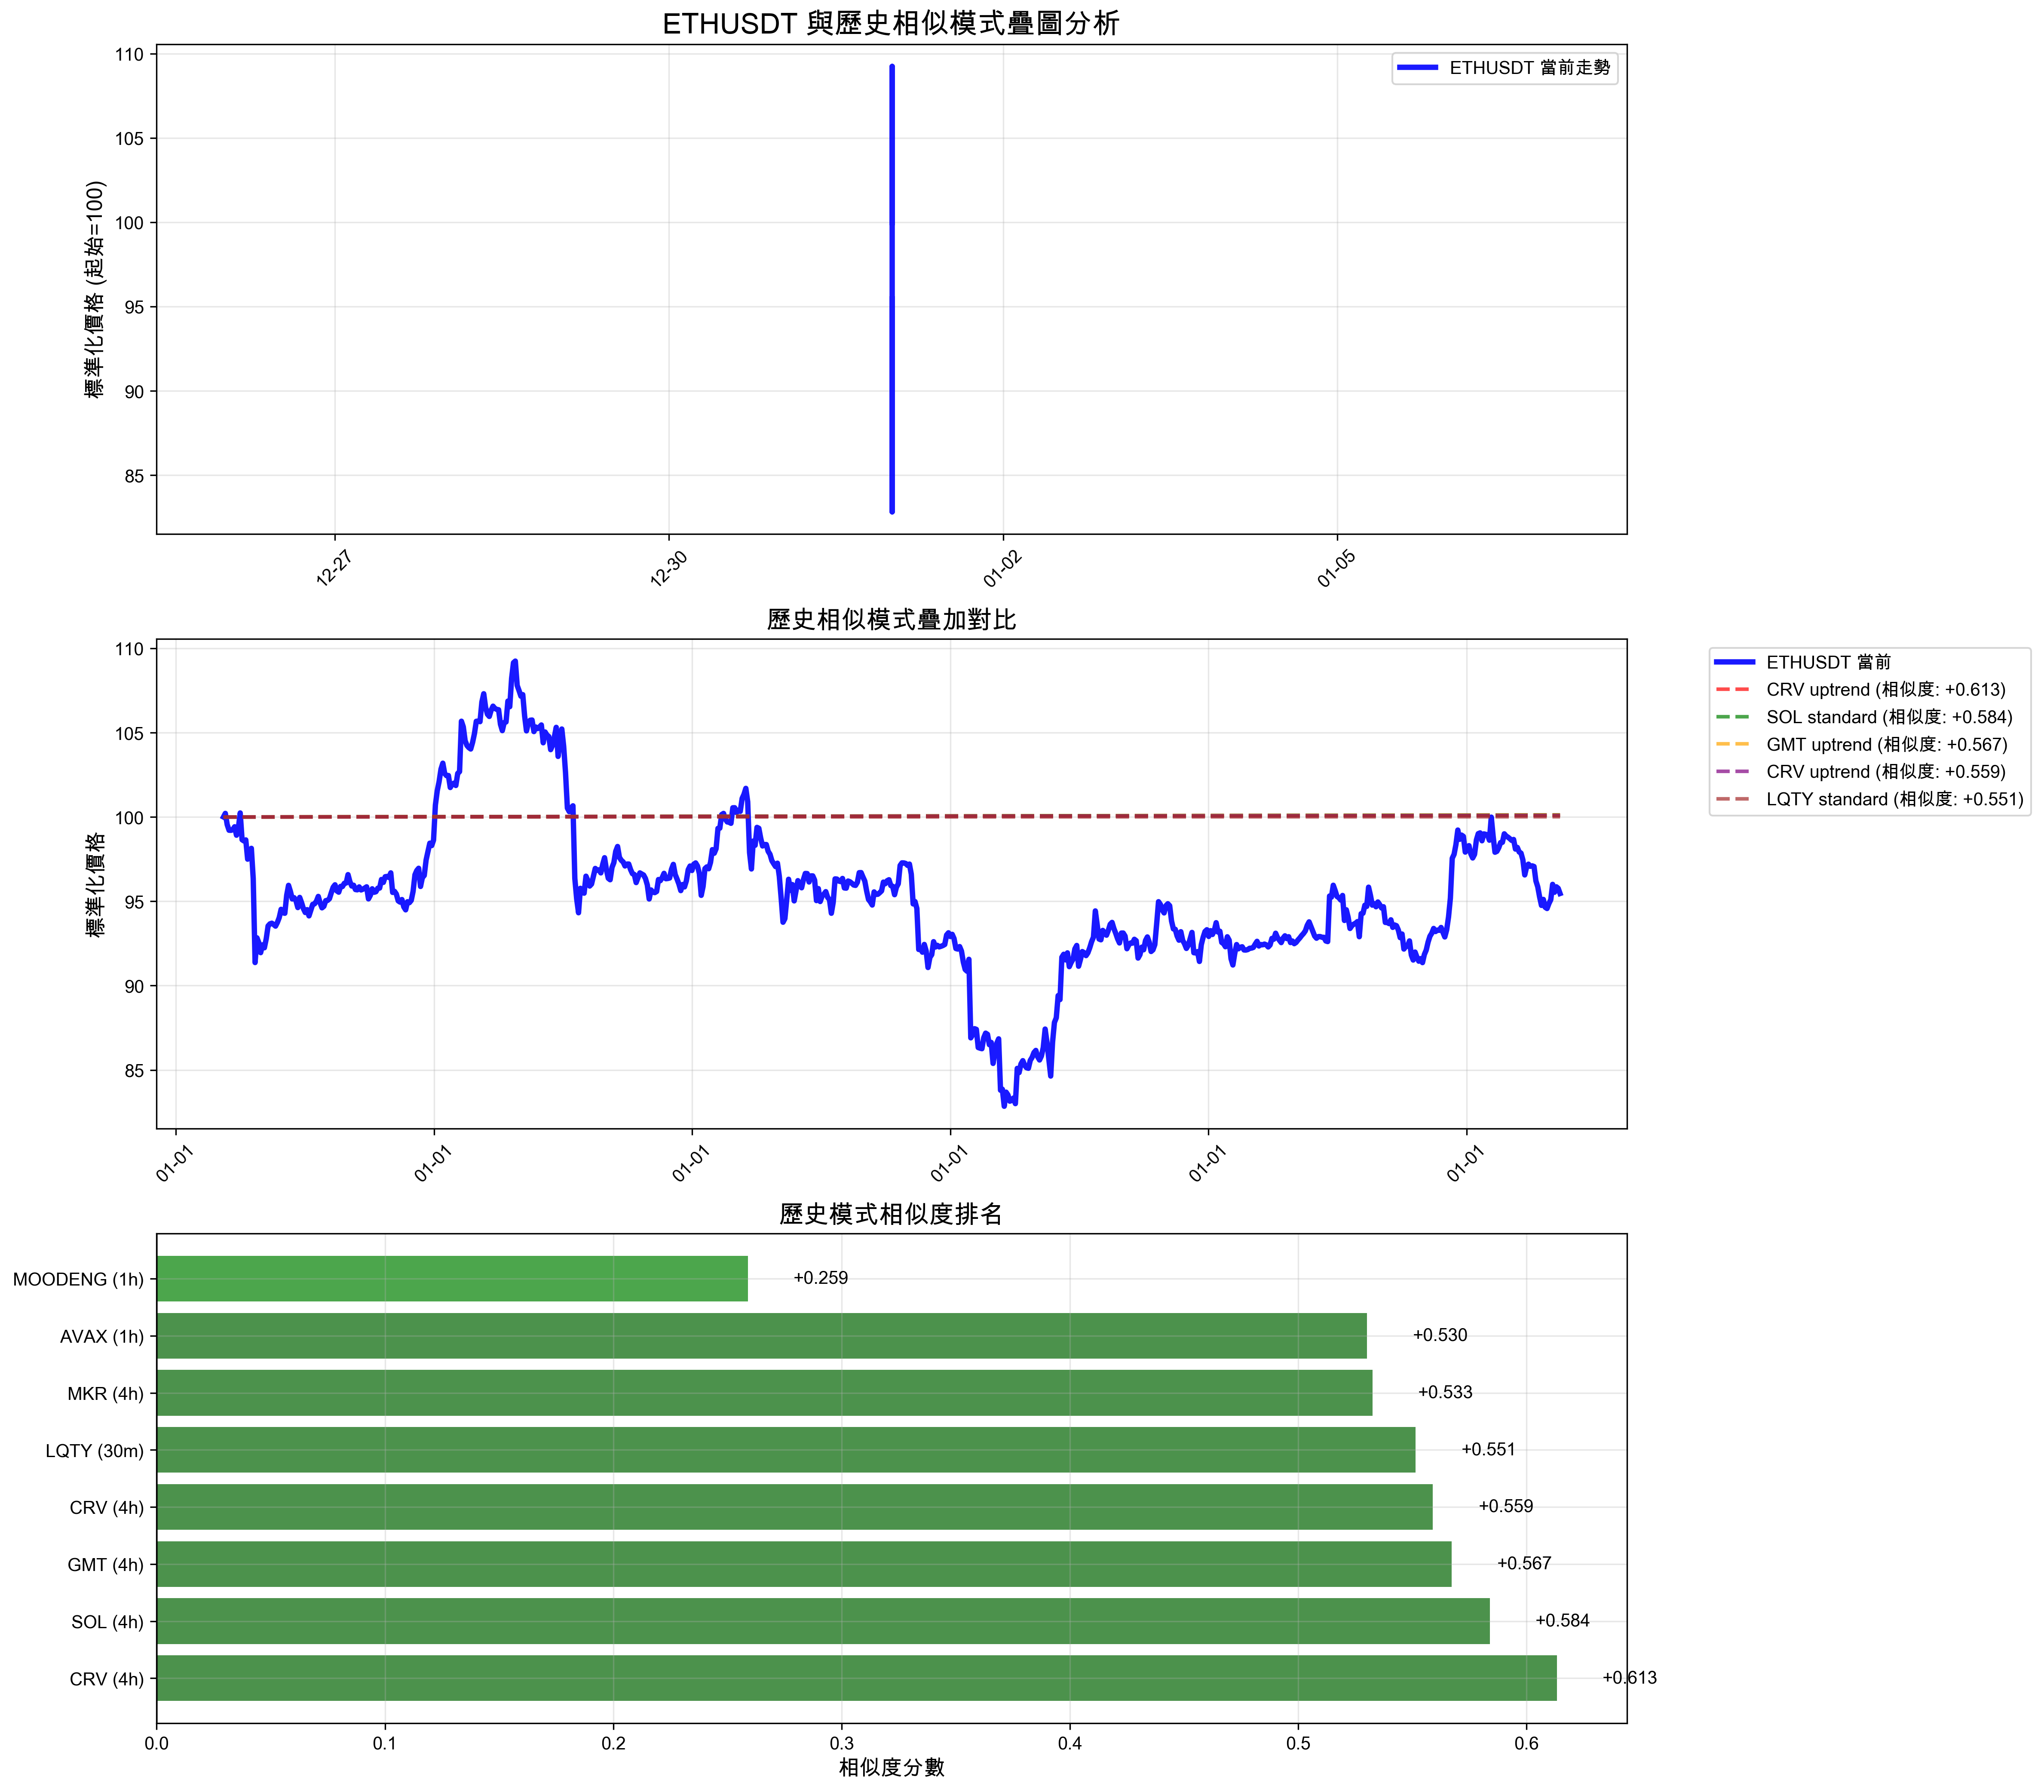 ETHUSDT 與歷史相似模式疊圖分析
ETHUSDT 當前走勢
標準化價格 (起始=100)
110
105
100
95
90
85
12-27
12-30
01-02
01-05
歷史相似模式疊加對比
標準化價格
110
105
100
95
90
85
01-01
01-01
01-01
01-01
01-01
01-01
ETHUSDT 當前
CRV uptrend (相似度: +0.613)
SOL standard (相似度: +0.584)
GMT uptrend (相似度: +0.567)
CRV uptrend (相似度: +0.559)
LQTY standard (相似度: +0.551)
歷史模式相似度排名
MOODENG (1h)
+0.259
AVAX (1h)
+0.530
MKR (4h)
+0.533
LQTY (30m)
+0.551
CRV (4h)
+0.559
GMT (4h)
+0.567
SOL (4h)
+0.584
CRV (4h)
+0.613
0.0
0.1
0.2
0.3
0.4
0.5
0.6
相似度分數